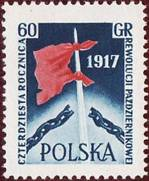 60 GR
1917
CZTERDZIESTA ROCZNICA
REWOLUCJI PAŹDZIERNIKOWEJ
POLSKA